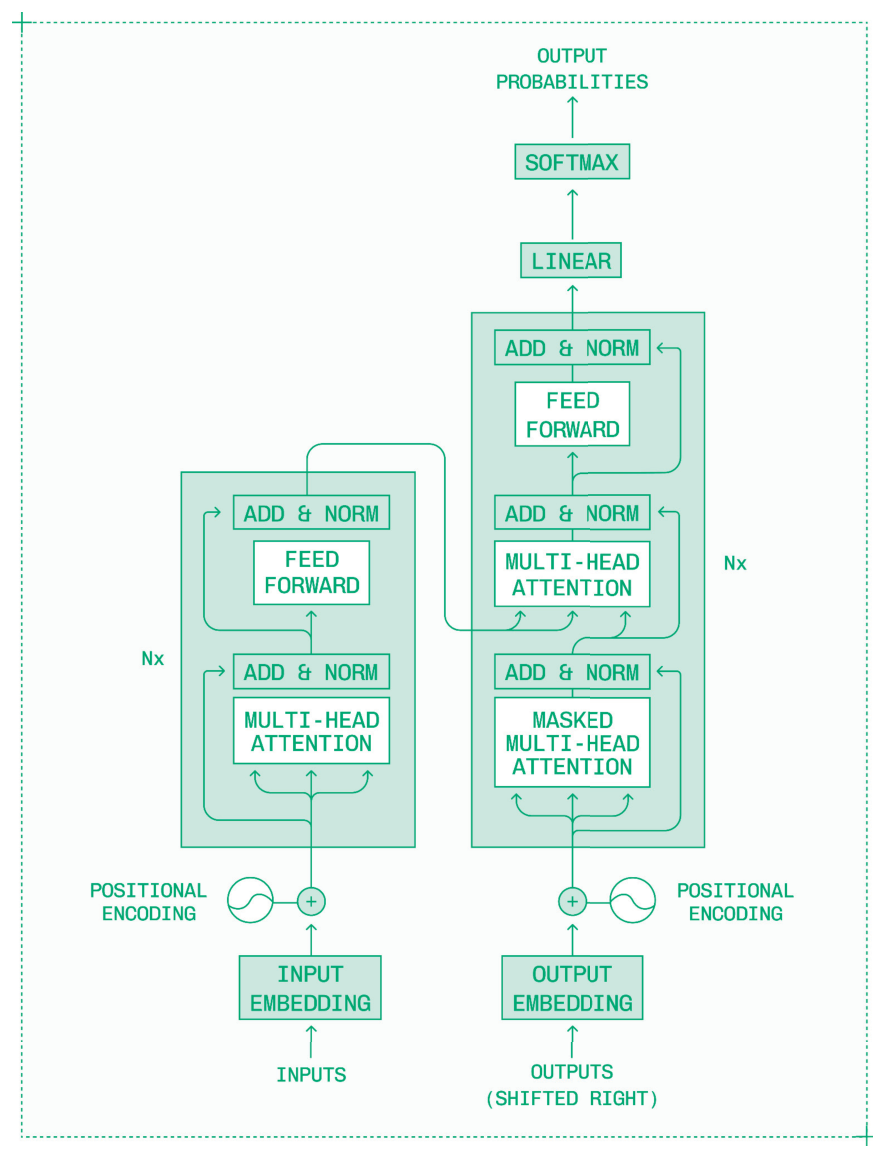 OUTPUT
PROBABILITIES
SOFTMAX
LINEAR
ADD & NORM
FEED
FORWARD
ADD & NORM
MULTI-HEAD
ATTENTION
Nx
ADD & NORM
MASKED
MULTI-HEAD
ATTENTION
ADD & NORM
FEED
FORWARD
Nx
ADD & NORM
MULTI-HEAD
ATTENTION
POSITIONAL
ENCODING
+
+
POSITIONAL
ENCODING
INPUT
EMBEDDING
OUTPUT
EMBEDDING
INPUTS
OUTPUTS
(SHIFTED RIGHT)